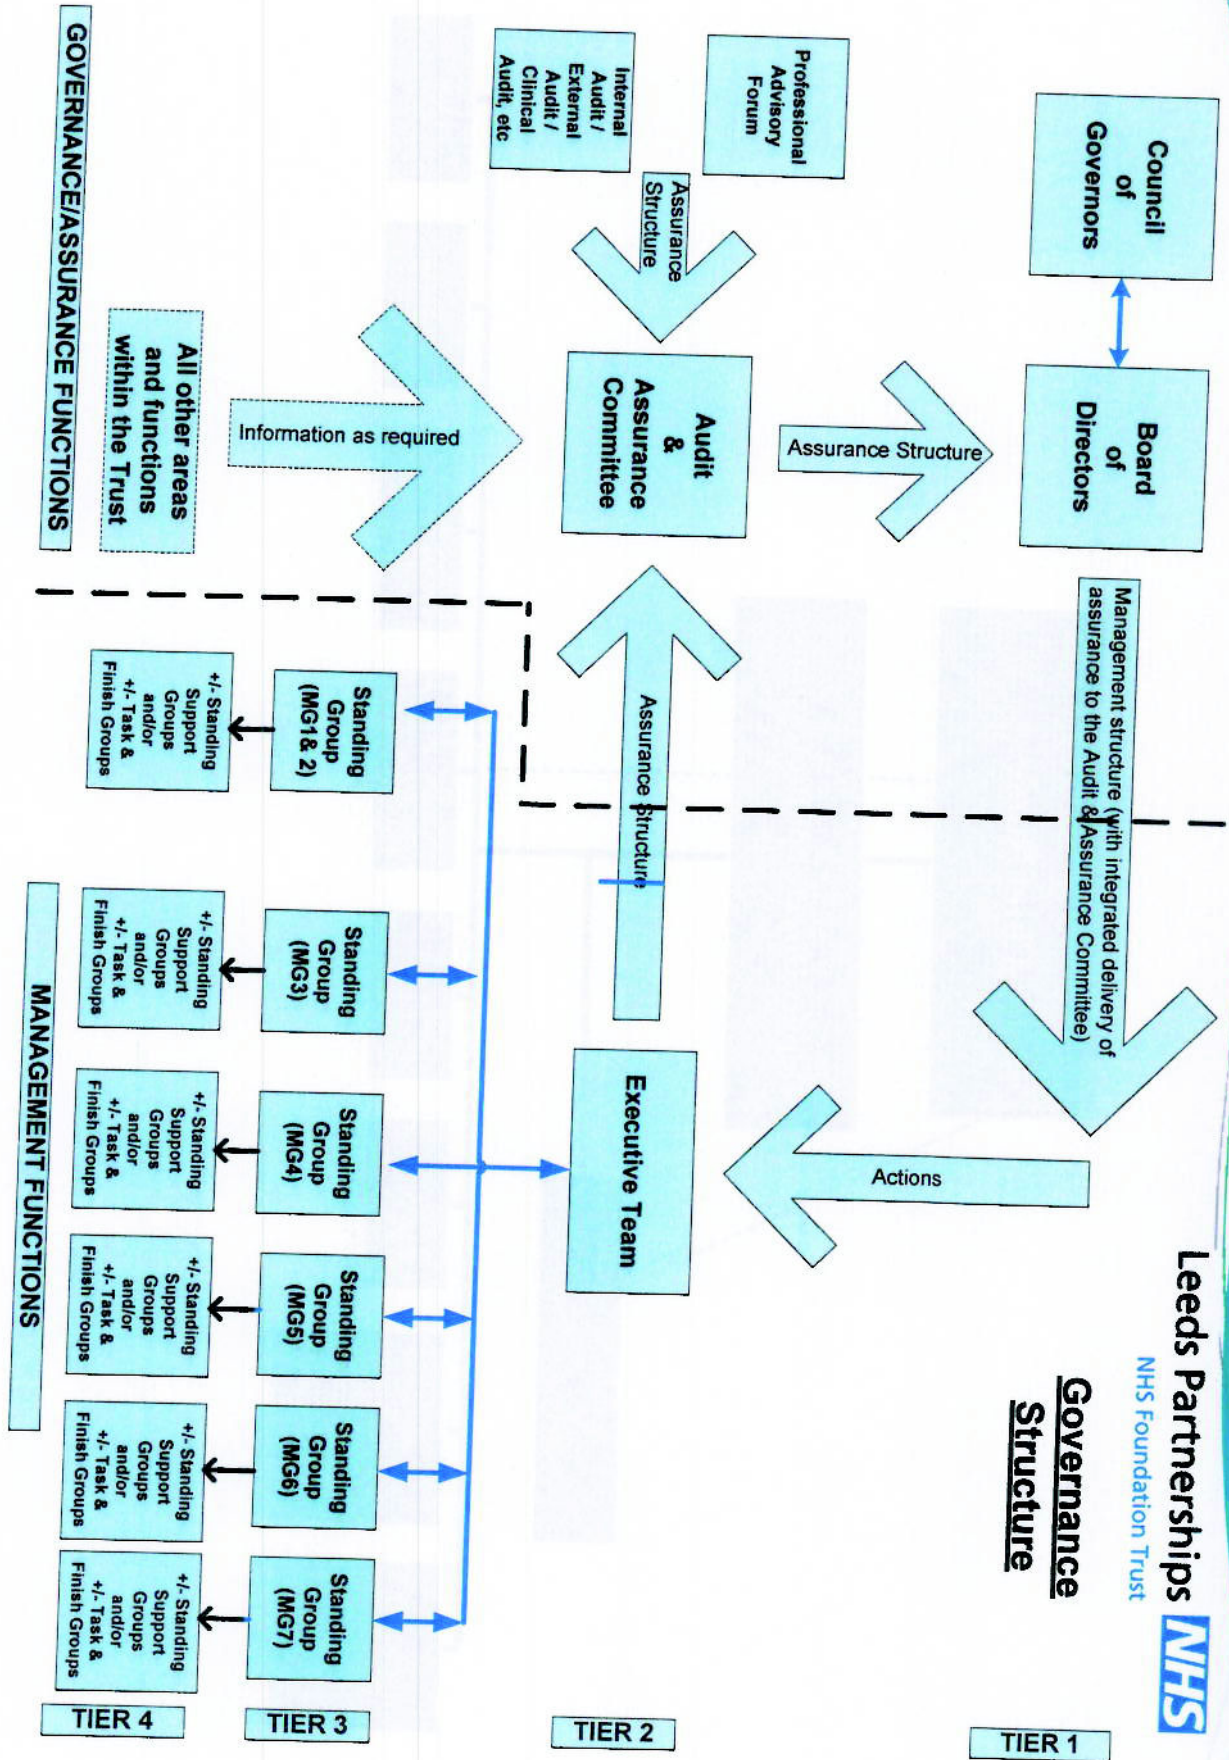 Leeds Partnerships NHS
NHS Foundation Trust
Governance
Structure
Council
of
Governors
Board
of
Directors
Management structure (with integrated delivery of
assurance to the Audit & Assurance Committee)
TIER 1
Assurance Structure
Actions
Professional
Advisory
Forum
Internal
Audit /
External
Audit /
Clinical
Audit, etc
Assurance
Structure
Audit
&
Assurance
Committee
Assurance Structure
Executive Team
TIER 2
Information as required
All other areas
and functions
within the Trust
Standing
Group
(MG1& 2)
Standing
Group
(MG3)
Standing
Group
(MG4)
Standing
Group
(MG5)
Standing
Group
(MG6)
Standing
Group
(MG7)
TIER 3
+/- Standing
Support
Groups
and/or
+/- Task &
Finish Groups
+/- Standing
Support
Groups
and/or
+/- Task &
Finish Groups
+/- Standing
Support
Groups
and/or
+/- Task &
Finish Groups
+/- Standing
Support
Groups
and/or
+/- Task &
Finish Groups
+/- Standing
Support
Groups
and/or
+/- Task &
Finish Groups
+/- Standing
Support
Groups
and/or
+/- Task &
Finish Groups
TIER 4
GOVERNANCE/ASSURANCE FUNCTIONS
MANAGEMENT FUNCTIONS